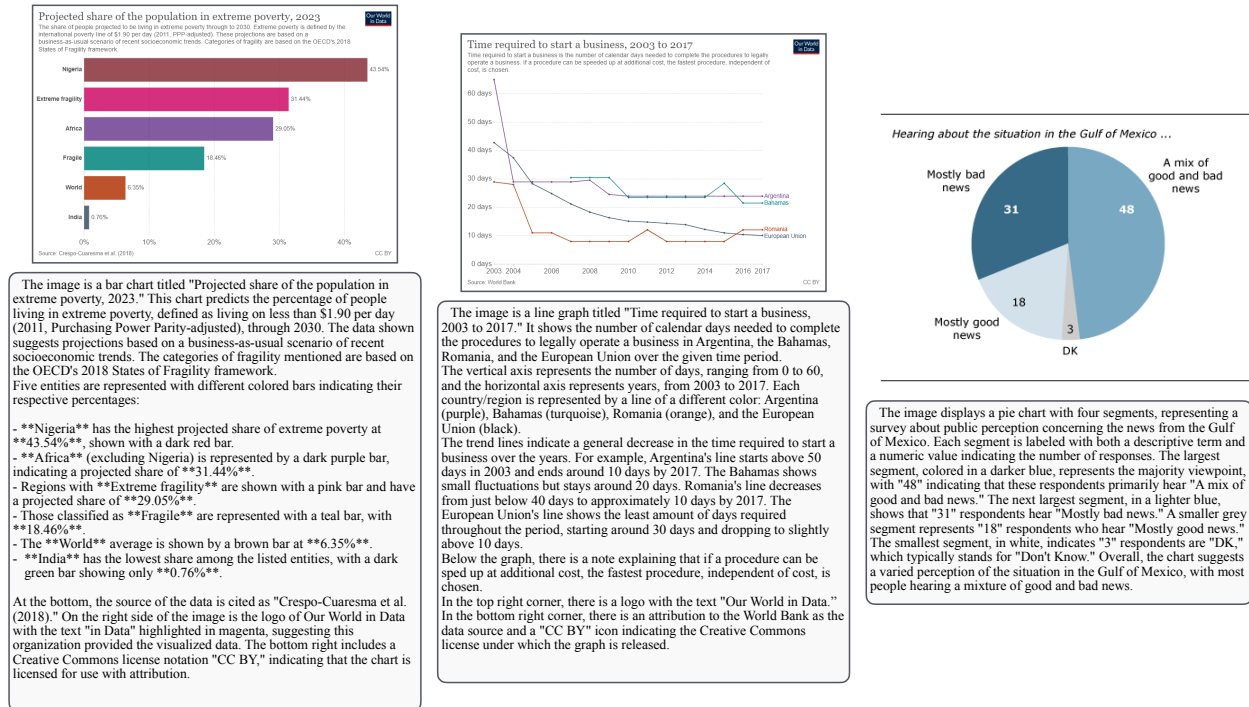 Projected share of the population in extreme poverty, 2023
The share of people projected to be living in extreme poverty through to 2030. Extreme poverty is defined by the
international poverty line of $1.90 per day (2011, PPP-adjusted). These projections are based on a
business-as-usual scenario of recent socioeconomic trends. Categories of fragility are based on the OECD's 2018
States of Fragility framework.
Our World
in Data
Nigeria 43.54%
Extreme fragility 31.44%
Africa 29.05%
Fragile 18.46%
World 6.35%
India 0.76%
0% 10% 20% 30% 40%
Source: Crespo-Cuaresma et al. (2018) CC BY
The image is a bar chart titled "Projected share of the population in
extreme poverty, 2023." This chart predicts the percentage of people
living in extreme poverty, defined as living on less than $1.90 per day
(2011, Purchasing Power Parity-adjusted), through 2030. The data shown
suggests projections based on a business-as-usual scenario of recent
socioeconomic trends. The categories of fragility mentioned are based on
the OECD's 2018 States of Fragility framework.
Five entities are represented with different colored bars indicating their
respective percentages:
- **Nigeria** has the highest projected share of extreme poverty at
**43.54%**, shown with a dark red bar.
- **Africa** (excluding Nigeria) is represented by a dark purple bar,
indicating a projected share of **31.44%**.
- Regions with **Extreme fragility** are shown with a pink bar and have
a projected share of **29.05%**.
- Those classified as **Fragile** are represented with a teal bar, with
**18.46%**.
- The **World** average is shown by a brown bar at **6.35%**.
- **India** has the lowest share among the listed entities, with a dark
green bar showing only **0.76%**.
At the bottom, the source of the data is cited as "Crespo-Cuaresma et al.
(2018)." On the right side of the image is the logo of Our World in Data
with the text "in Data" highlighted in magenta, suggesting this
organization provided the visualized data. The bottom right includes a
Creative Commons license notation "CC BY," indicating that the chart is
licensed for use with attribution.
Time required to start a business, 2003 to 2017
Time required to start a business is the number of calendar days needed to complete the procedures to legally
operate a business. If a procedure can be speeded up at additional cost, the fastest procedure, independent of
cost, is chosen.
Our World
in Data
60 days
50 days
40 days
30 days
20 days
10 days
0 days
Argentina
Bahamas
Romania
European Union
2003 2004 2006 2008 2010 2012 2014 2016 2017
Source: World Bank CC BY
The image is a line graph titled "Time required to start a business,
2003 to 2017." It shows the number of calendar days needed to complete
the procedures to legally operate a business in Argentina, the Bahamas,
Romania, and the European Union over the given time period.
The vertical axis represents the number of days, ranging from 0 to 60,
and the horizontal axis represents years, from 2003 to 2017. Each
country/region is represented by a line of a different color: Argentina
(purple), Bahamas (turquoise), Romania (orange), and the European
Union (black).
The trend lines indicate a general decrease in the time required to start a
business over the years. For example, Argentina's line starts above 50
days in 2003 and ends around 10 days by 2017. The Bahamas shows
small fluctuations but stays around 20 days. Romania's line decreases
from just below 40 days to approximately 10 days by 2017. The
European Union's line shows the least amount of days required
throughout the period, starting around 30 days and dropping to slightly
above 10 days.
Below the graph, there is a note explaining that if a procedure can be
sped up at additional cost, the fastest procedure, independent of cost, is
chosen.
In the top right corner, there is a logo with the text "Our World in Data.”
In the bottom right corner, there is an attribution to the World Bank as the
data source and a "CC BY" icon indicating the Creative Commons
license under which the graph is released.
Hearing about the situation in the Gulf of Mexico ...
Mostly bad
news
31
A mix of
good and bad
news
48
18
Mostly good
news
3
DK
The image displays a pie chart with four segments, representing a
survey about public perception concerning the news from the Gulf
of Mexico. Each segment is labeled with both a descriptive term and
a numeric value indicating the number of responses. The largest
segment, colored in a darker blue, represents the majority viewpoint,
with "48" indicating that these respondents primarily hear "A mix of
good and bad news." The next largest segment, in a lighter blue,
shows that "31" respondents hear "Mostly bad news." A smaller grey
segment represents "18" respondents who hear "Mostly good news."
The smallest segment, in white, indicates "3" respondents are "DK,"
which typically stands for "Don't Know." Overall, the chart suggests
a varied perception of the situation in the Gulf of Mexico, with most
people hearing a mixture of good and bad news.